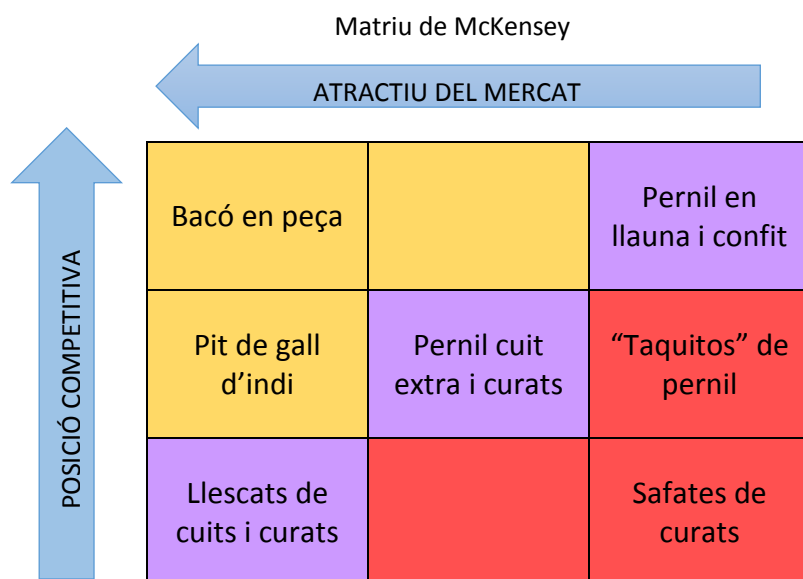 Matriu de McKensey
ATRACTIU DEL MERCAT
POSICIÓ COMPETITIVA
Bacó en peça
Pernil en
llauna i confit
Pit de gall
d’indi
Pernil cuit
extra i curats
“Taquitos” de
pernil
Llescats de
cuits i curats
Safates de
curats